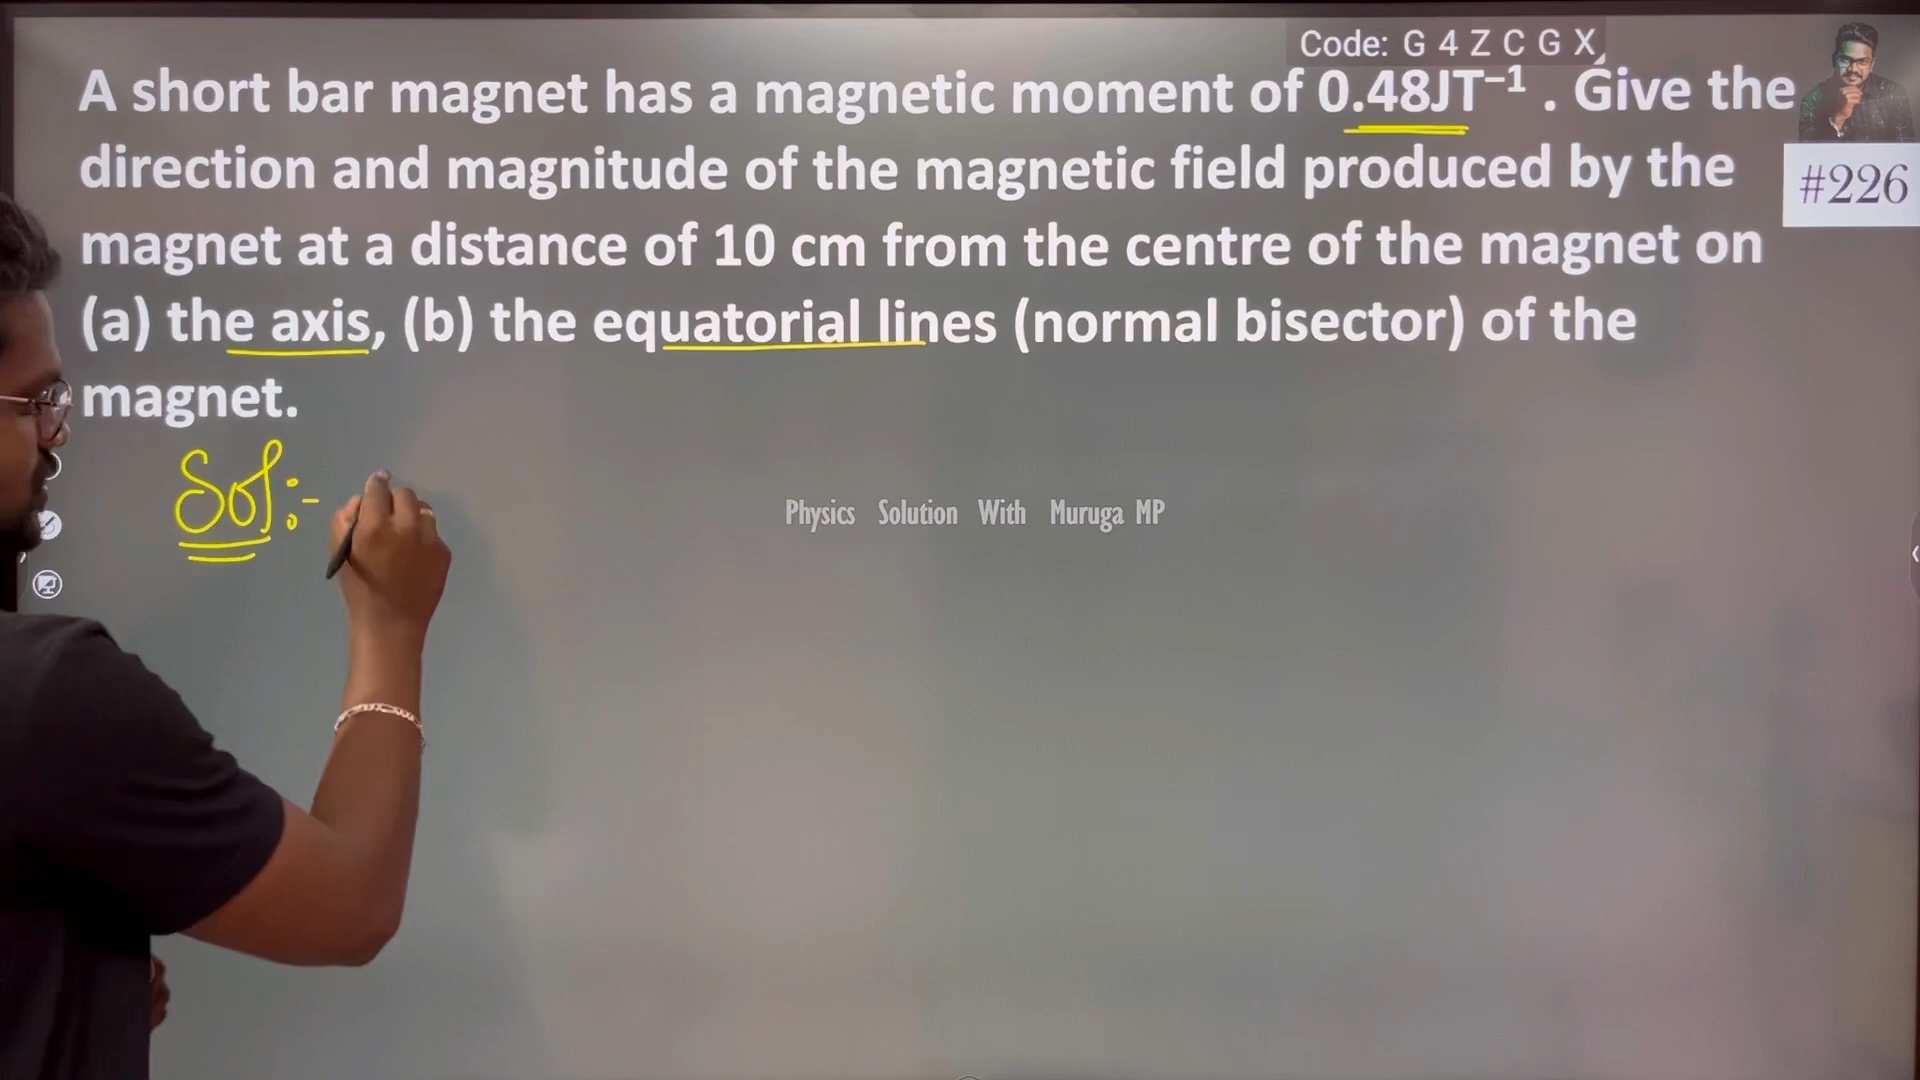 Code: G 4 Z C G X
A short bar magnet has a magnetic moment of 0.48JT⁻¹ . Give the
direction and magnitude of the magnetic field produced by the
magnet at a distance of 10 cm from the centre of the magnet on
(a) the axis, (b) the equatorial lines (normal bisector) of the
magnet.
#226
Sol:-
Physics Solution With Muruga MP